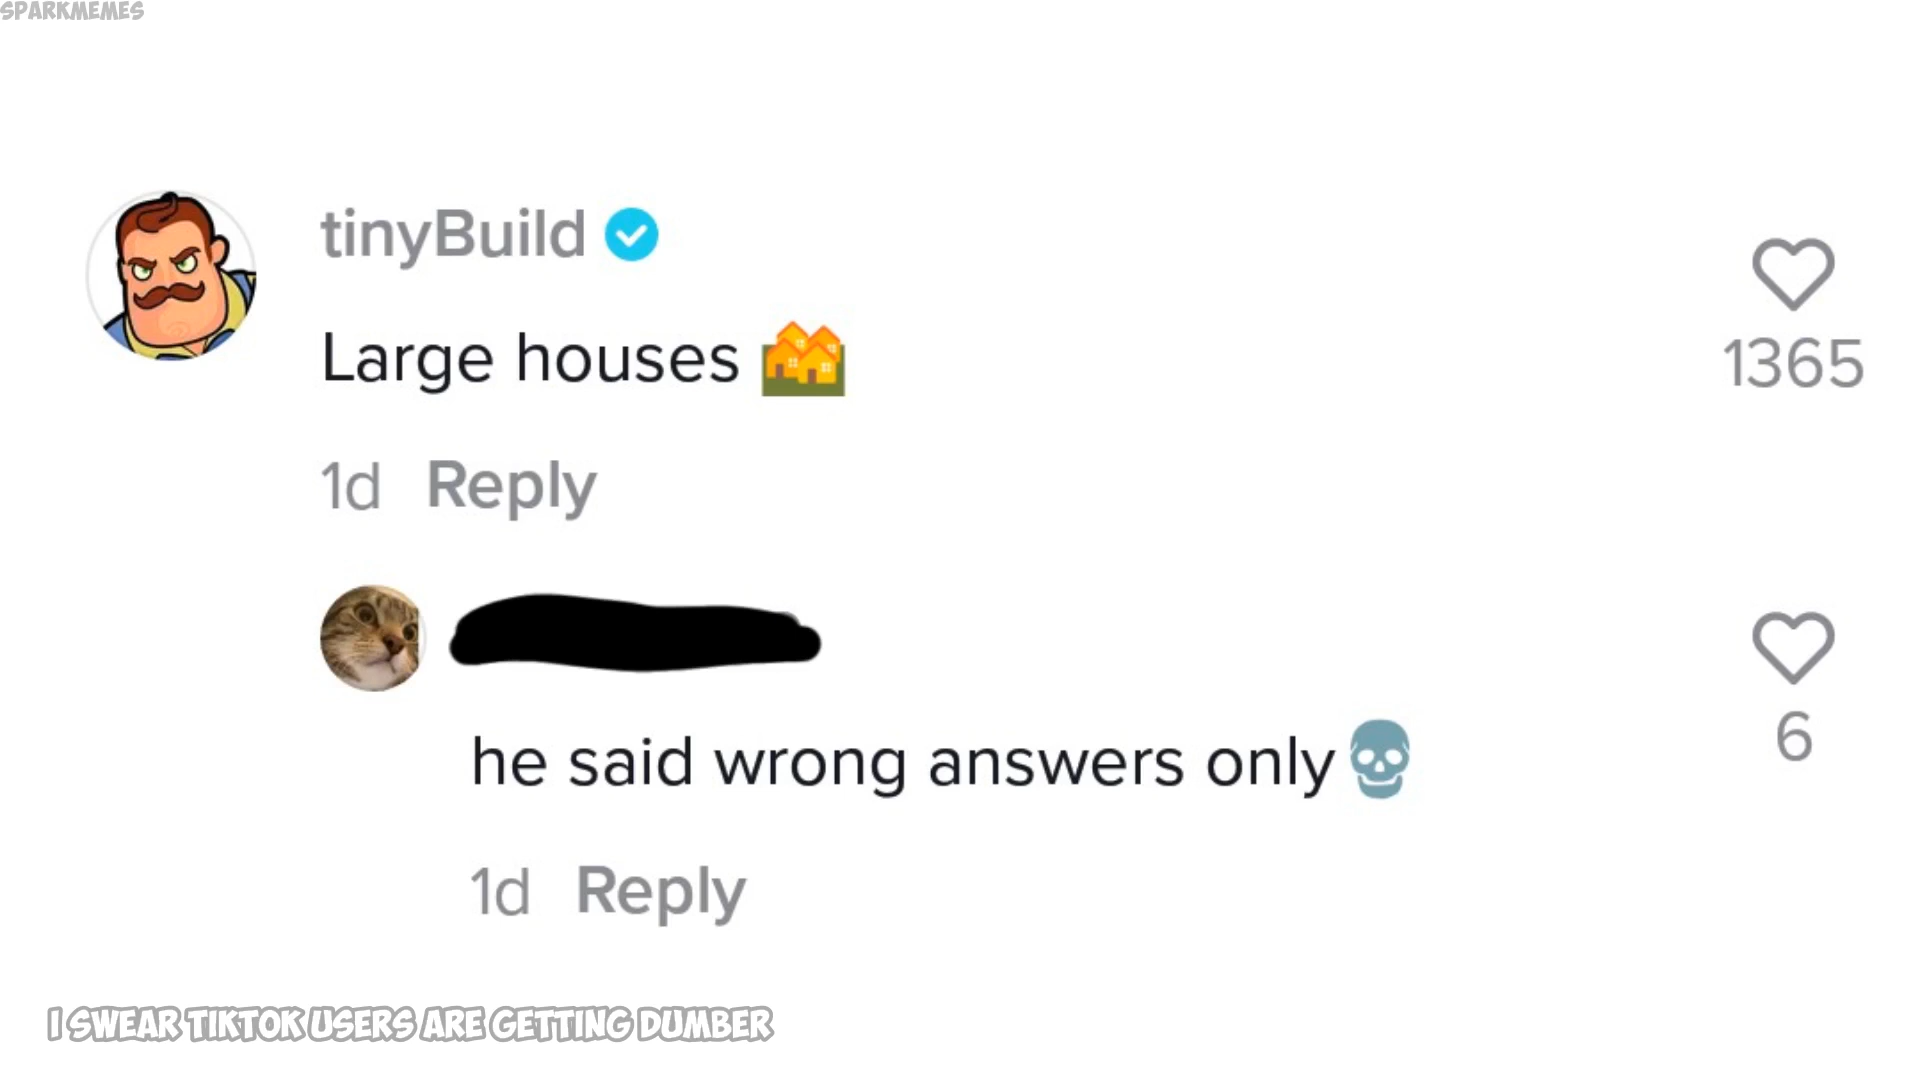 SPARKMEMES
tinyBuild
Large houses 🏘️
1365
1d Reply
he said wrong answers only💀
6
1d Reply
I SWEAR TIKTOK USERS ARE GETTING DUMBER